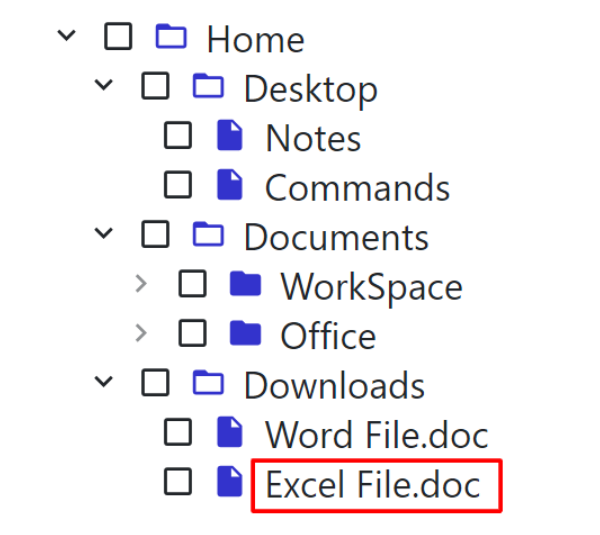 Home
Desktop
Notes
Commands
Documents
WorkSpace
Office
Downloads
Word File.doc
Excel File.doc